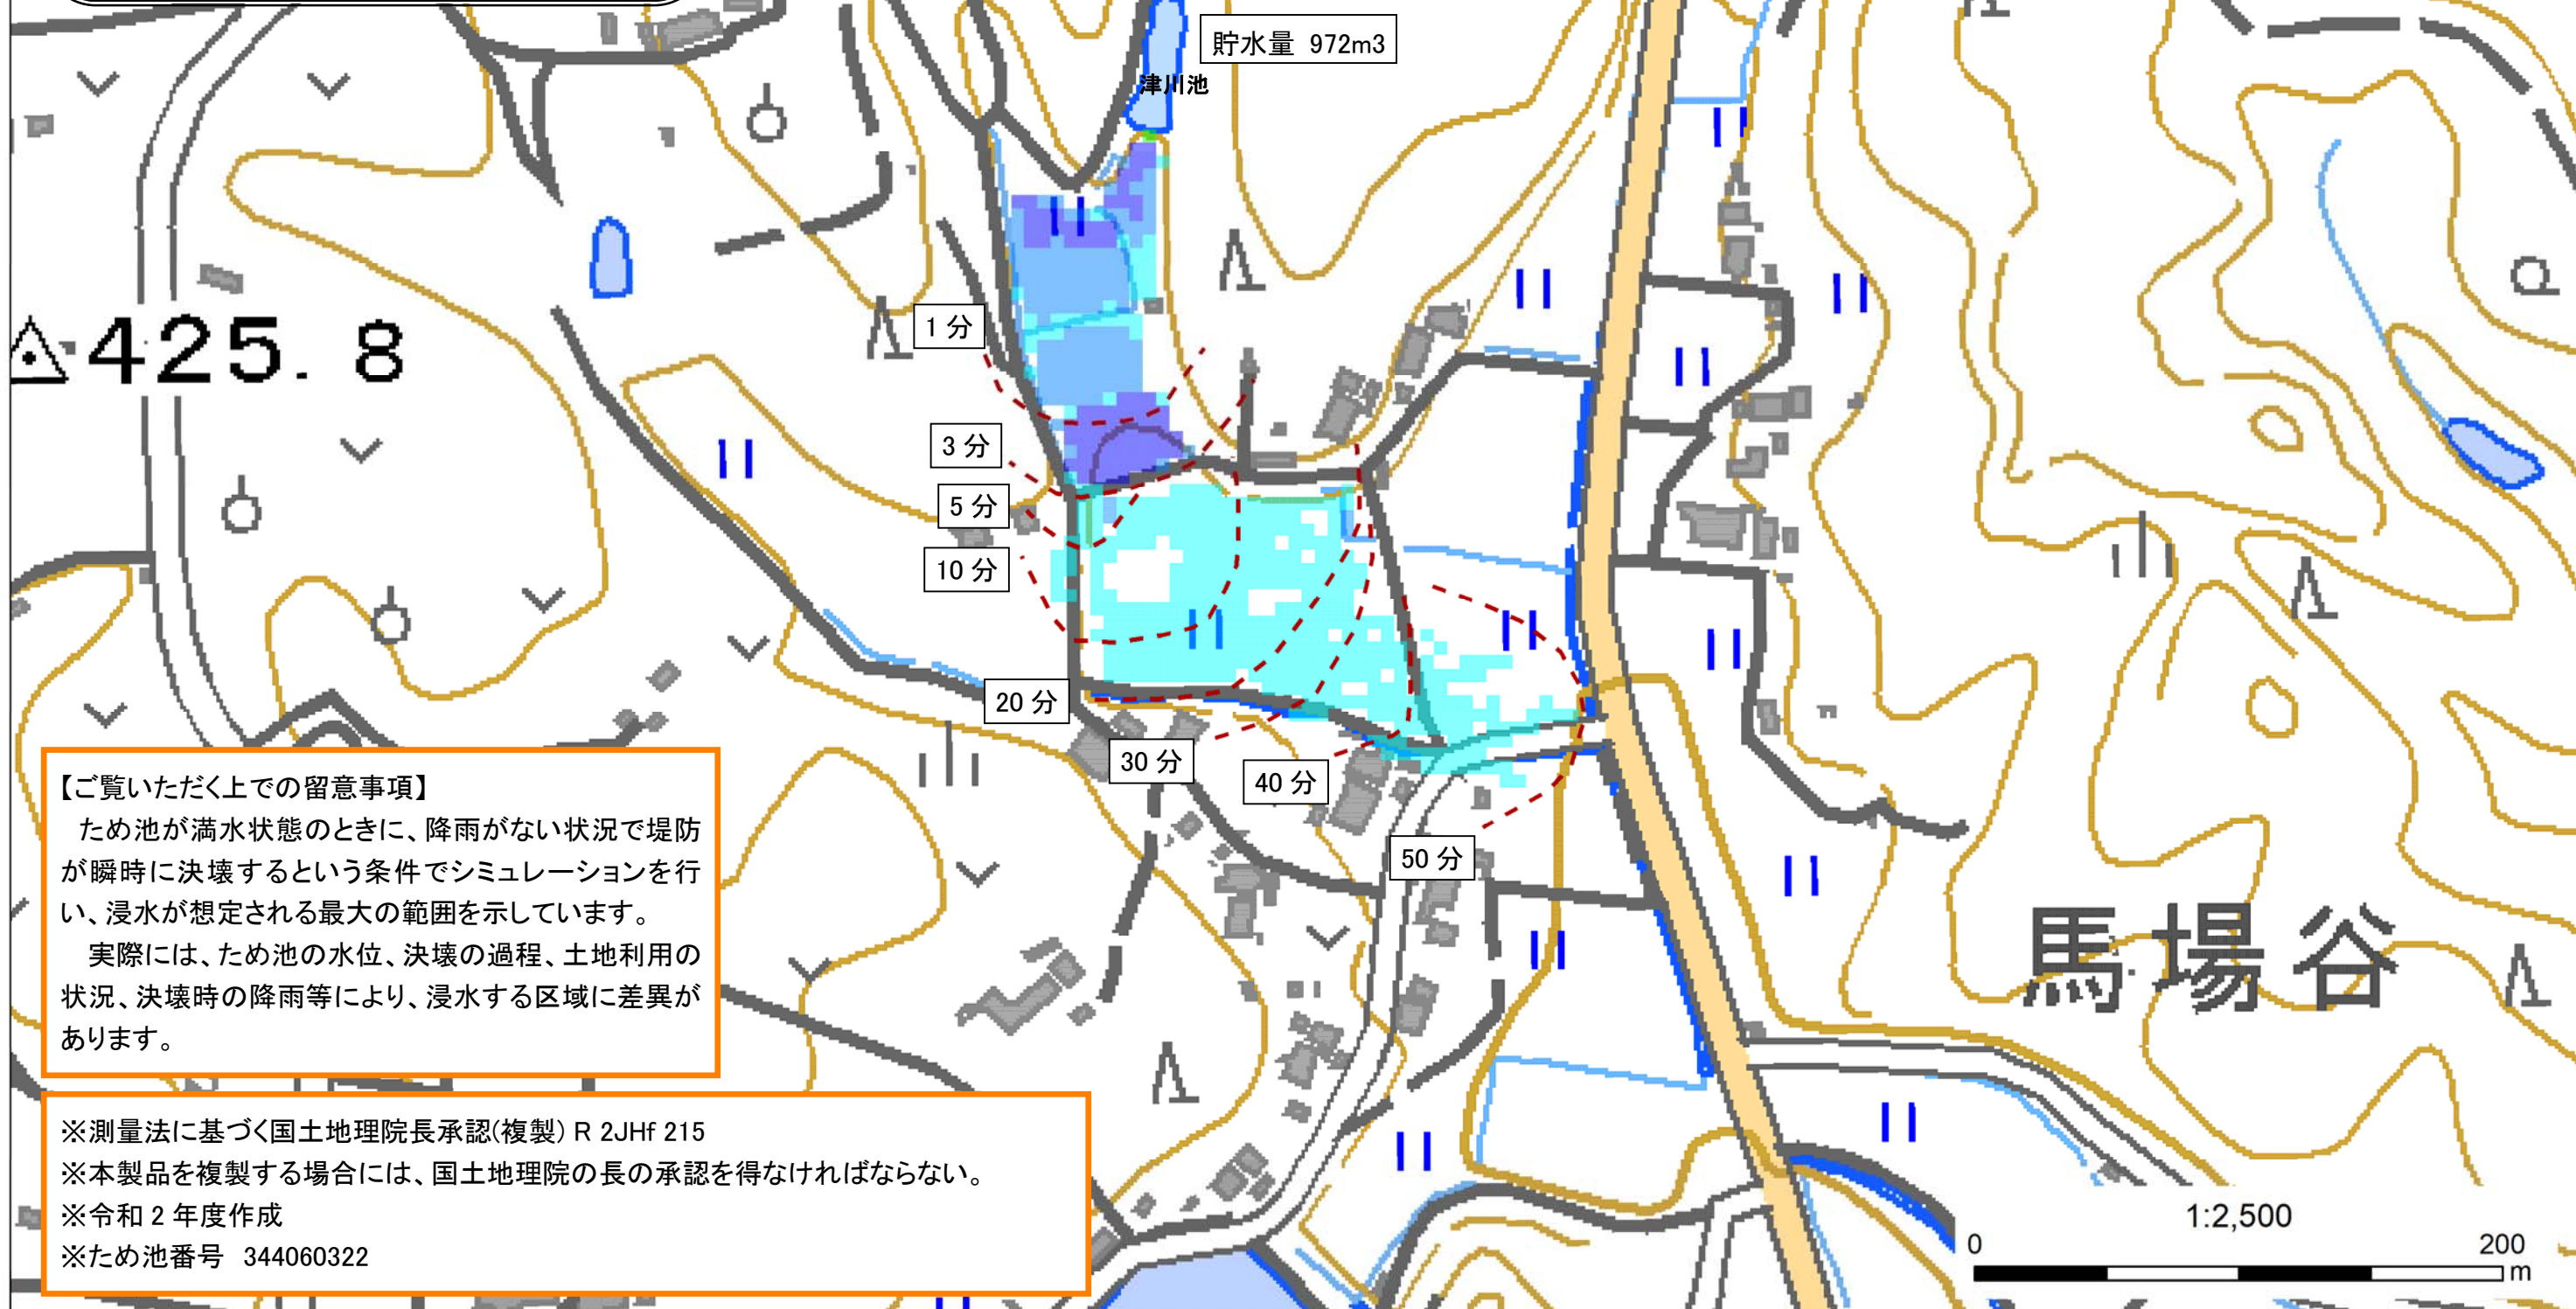 貯水量 972m3
津川池
1 分
425. 8
3 分
5 分
10 分
20 分
30 分
40 分
50 分
馬場谷
【ご覧いただく上での留意事項】
ため池が満水状態のときに、降雨がない状況で堤防
が瞬時に決壊するという条件でシミュレーションを行
い、浸水が想定される最大の範囲を示しています。
実際には、ため池の水位、決壊の過程、土地利用の
状況、決壊時の降雨等により、浸水する区域に差異が
あります。
※測量法に基づく国土地理院長承認(複製) R 2JHf 215
※本製品を複製する場合には、国土地理院の長の承認を得なければならない。
※令和 2 年度作成
※ため池番号 344060322
1:2,500
0 200
m